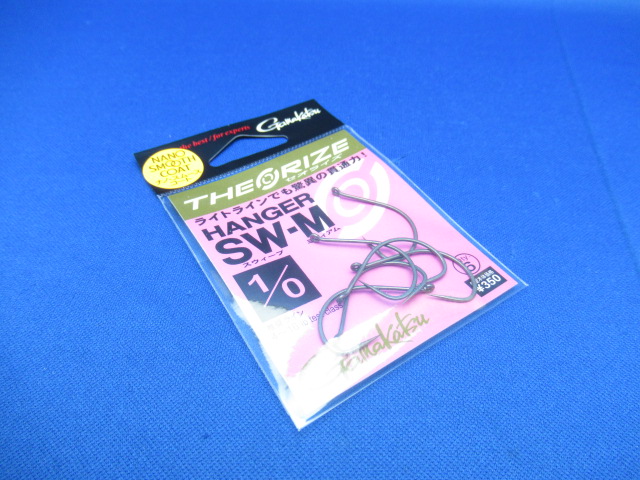 the best / for experts
Gamakatsu
NANO
SMOOTH
COAT
THEORIZE
ライトラインでも驚異の貫通力!
HANGER
SW-M
スウィープ
1/0
¥350
Gamakatsu